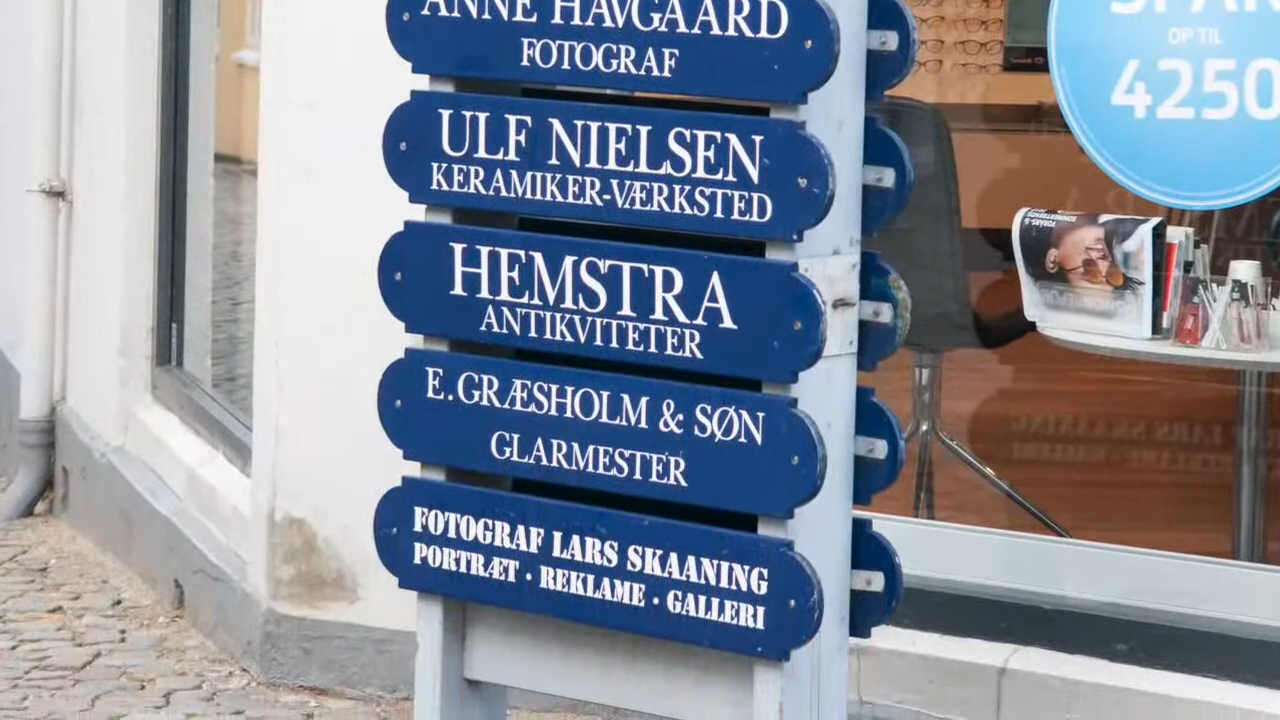 ANNE HAVGAARD
FOTOGRAF
ULF NIELSEN
KERAMIKER-VÆRKSTED
HEMSTRA
ANTIKVITETER
E. GRÆSHOLM & SØN
GLARMESTER
FOTOGRAF LARS SKAANING
PORTRÆT · REKLAME · GALLERI
OP TIL
4250